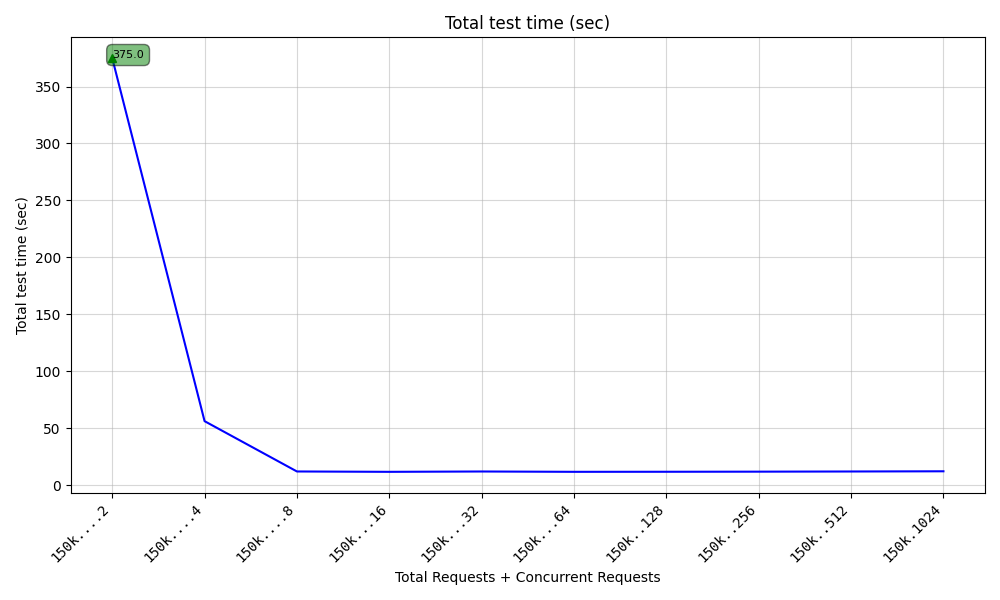 Total test time (sec)
375.0
Total test time (sec)
350
300
250
200
150
100
50
0
150k....2
150k....4
150k....8
150k...16
150k...32
150k...64
150k..128
150k..256
150k..512
150k.1024
Total Requests + Concurrent Requests